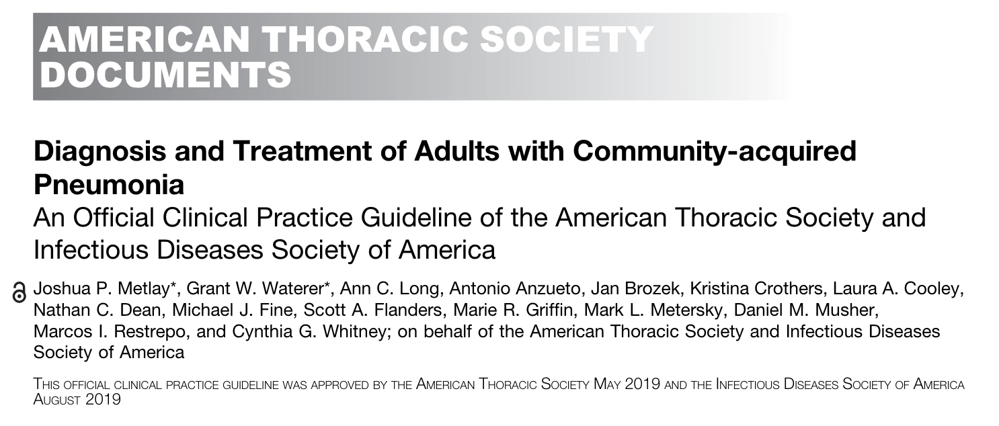 AMERICAN THORACIC SOCIETY
DOCUMENTS
Diagnosis and Treatment of Adults with Community-acquired
Pneumonia
An Official Clinical Practice Guideline of the American Thoracic Society and
Infectious Diseases Society of America
Joshua P. Metlay*, Grant W. Waterer*, Ann C. Long, Antonio Anzueto, Jan Brozek, Kristina Crothers, Laura A. Cooley,
Nathan C. Dean, Michael J. Fine, Scott A. Flanders, Marie R. Griffin, Mark L. Metersky, Daniel M. Musher,
Marcos I. Restrepo, and Cynthia G. Whitney; on behalf of the American Thoracic Society and Infectious Diseases
Society of America
This official clinical practice guideline was approved by the American Thoracic Society May 2019 and the Infectious Diseases Society of America
August 2019